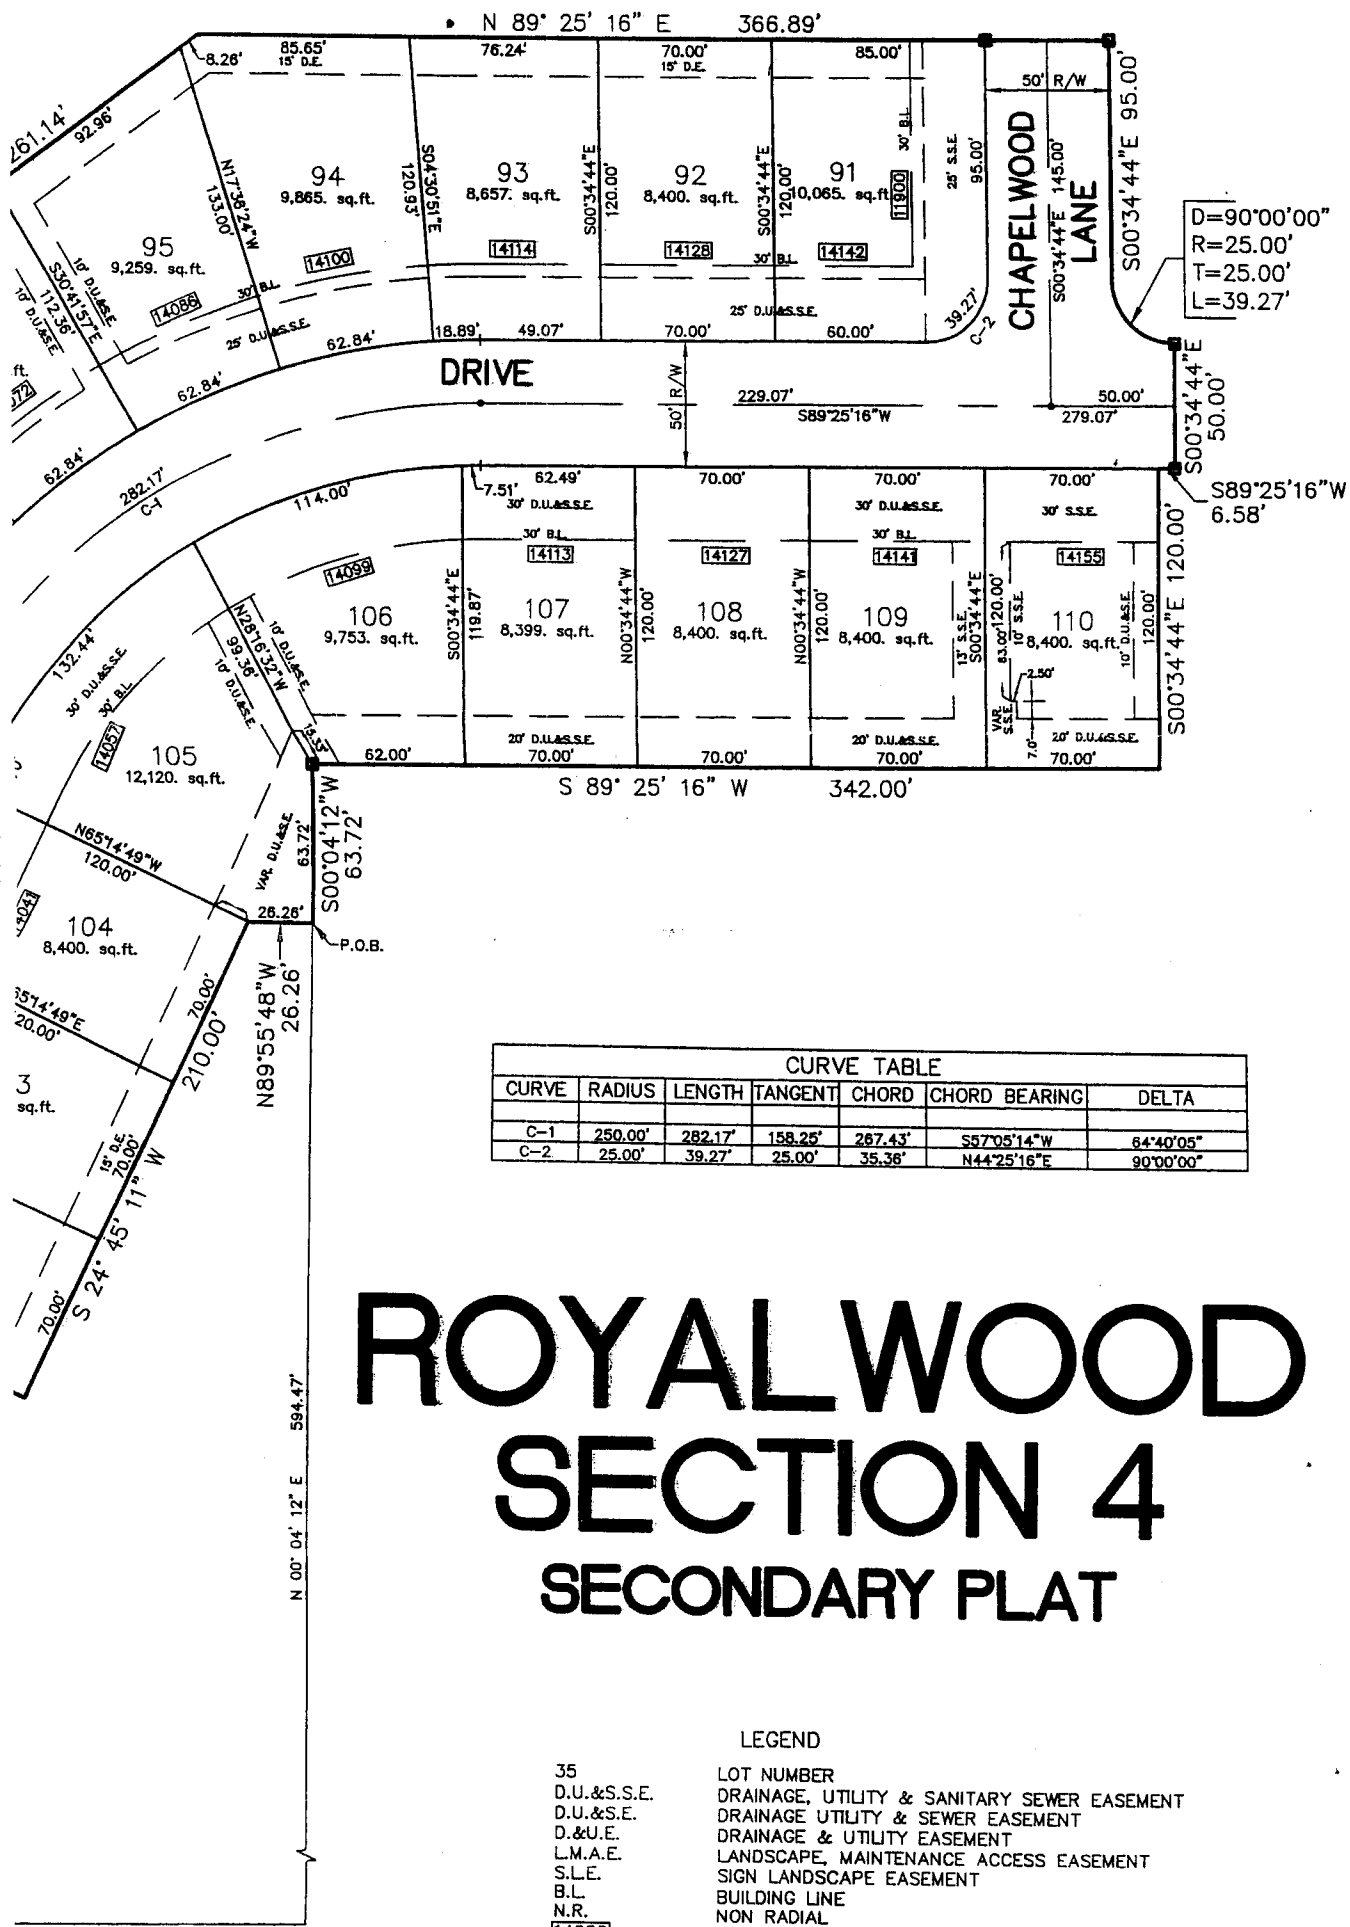 N 89° 25' 16" E 366.89'
8.26'
85.65'
15' D.E.
76.24'
70.00'
15' D.E.
85.00'
50' R/W
261.14'
92.96'
N17°38'24"W
133.00'
94
9,865. sq.ft.
14100
S04°30'51"E
120.93'
93
8,657. sq.ft.
14114
S00°34'44"E
120.00'
92
8,400. sq.ft.
14128
S00°34'44"E
120.00'
91
10,065. sq.ft.
14142
30' B.L.
11900
25' S.S.E.
95.00'
CHAPELWOOD
LANE
S00°34'44"E 145.00'
S00°34'44"E 95.00'
D=90°00'00"
R=25.00'
T=25.00'
L=39.27'
95
9,259. sq.ft.
14086
10' D.U.&S.E.
S30°41'57"E
112.36'
10' D.U.&S.E.
30' B.L.
25' D.U.&S.S.E.
30' B.L.
25' D.U.&S.S.E.
39.27'
C-2
62.84'
18.89'
49.07'
70.00'
60.00'
62.84'
62.84'
DRIVE
50' R/W
229.07'
S89°25'16"W
50.00'
279.07'
S00°34'44"E
50.00'
S89°25'16"W
6.58'
282.17'
C-1
114.00'
7.51'
62.49'
70.00'
70.00'
70.00'
30' D.U.&S.S.E.
30' D.U.&S.S.E.
30' S.S.E.
30' B.L.
30' B.L.
14099
14113
14127
14141
14155
106
9,753. sq.ft.
S00°34'44"E
119.87'
107
8,399. sq.ft.
N00°34'44"W
120.00'
108
8,400. sq.ft.
N00°34'44"W
120.00'
109
8,400. sq.ft.
13' S.S.E.
S00°34'44"E
120.00'
83.00'
10' S.S.E.
110
8,400. sq.ft.
10' D.U.&S.E.
120.00'
S00°34'44"E 120.00'
2.50'
VAR.
S.S.E.
7.0'
N28°16'32"W
99.36'
10' D.U.&S.E.
10' D.U.&S.E.
15.33'
132.44'
30' D.U.&S.S.E.
30' B.L.
14067
105
12,120. sq.ft.
20' D.U.&S.S.E.
20' D.U.&S.S.E.
20' D.U.&S.S.E.
62.00'
70.00'
70.00'
70.00'
70.00'
S 89° 25' 16" W 342.00'
N65°14'49"W
120.00'
VAR. D.U.&S.E.
63.72'
S00°04'12"W
63.72'
26.26'
P.O.B.
N89°55'48"W
26.26'
104
8,400. sq.ft.
70.00'
210.00'
3
sq.ft.
15' D.E.
70.00'
S 24° 45' 11" W
70.00'
CURVE TABLE
CURVE RADIUS LENGTH TANGENT CHORD CHORD BEARING DELTA
C-1 250.00' 282.17' 158.25' 267.43' S57°05'14"W 64°40'05"
C-2 25.00' 39.27' 25.00' 35.36' N44°25'16"E 90°00'00"
N 00° 04' 12" E 594.47'
ROYALWOOD
SECTION 4
SECONDARY PLAT
LEGEND
35 LOT NUMBER
D.U.&S.S.E. DRAINAGE, UTILITY & SANITARY SEWER EASEMENT
D.U.&S.E. DRAINAGE UTILITY & SEWER EASEMENT
D.&U.E. DRAINAGE & UTILITY EASEMENT
L.M.A.E. LANDSCAPE, MAINTENANCE ACCESS EASEMENT
S.L.E. SIGN LANDSCAPE EASEMENT
B.L. BUILDING LINE
N.R. NON RADIAL